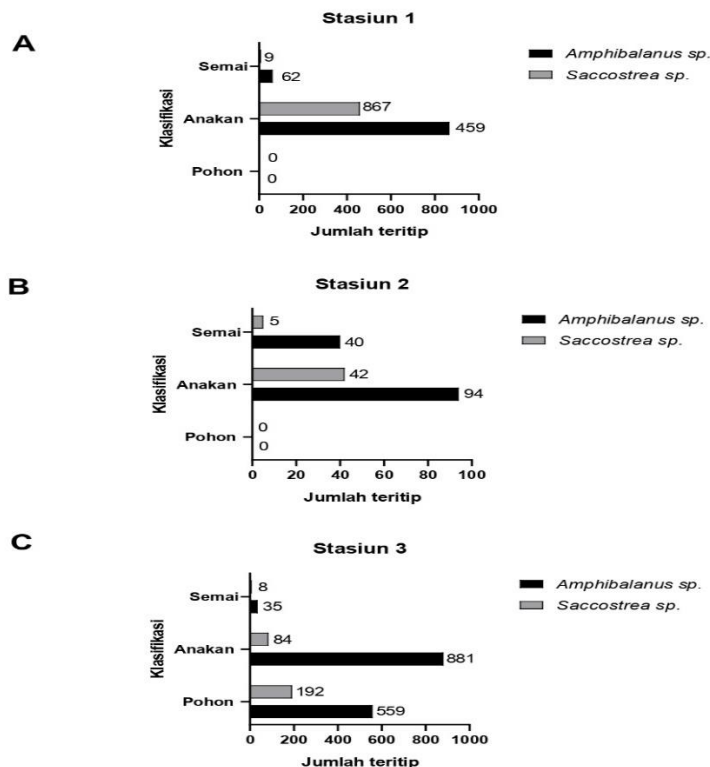 Stasiun 1
A
Klasifikasi
Semai
9
62
Anakan
867
459
Pohon
0
0
0 200 400 600 800 1000
Jumlah teritip
Amphibalanus sp.
Saccostrea sp.
Stasiun 2
B
Klasifikasi
Semai
5
40
Anakan
42
94
Pohon
0
0
0 20 40 60 80 100
Jumlah teritip
Amphibalanus sp.
Saccostrea sp.
Stasiun 3
C
Klasifikasi
Semai
8
35
Anakan
84
881
Pohon
192
559
0 200 400 600 800 1000
Jumlah teritip
Amphibalanus sp.
Saccostrea sp.